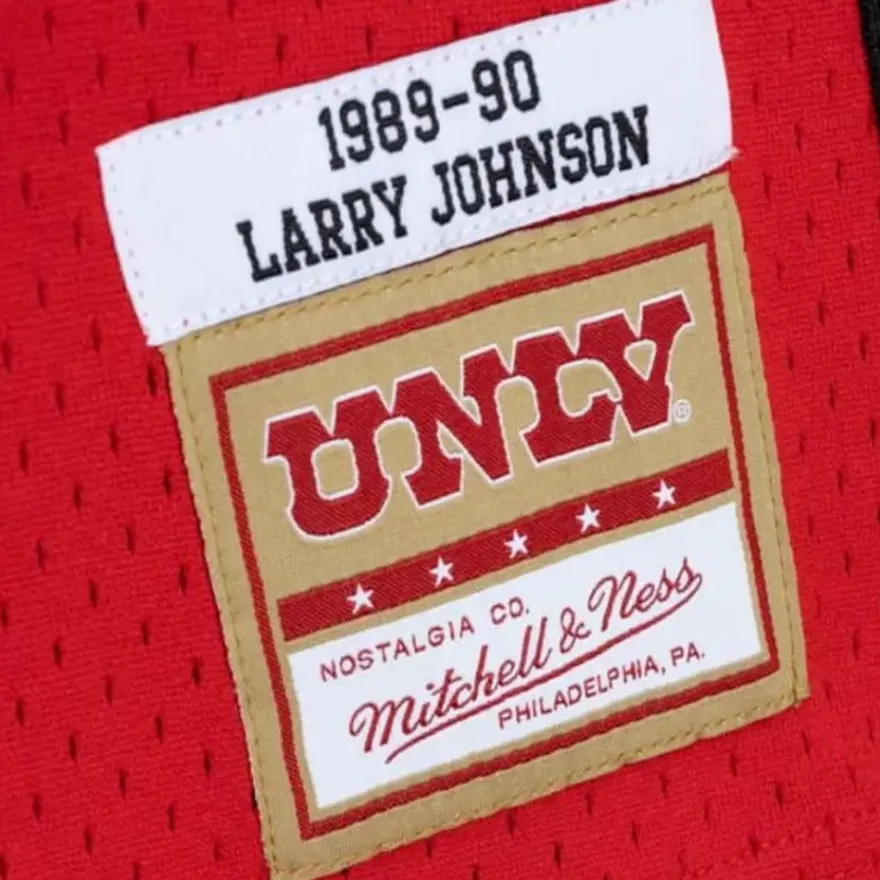 1989-90
LARRY JOHNSON
UNLV®
NOSTALGIA CO.
Mitchell & Ness
PHILADELPHIA, PA.